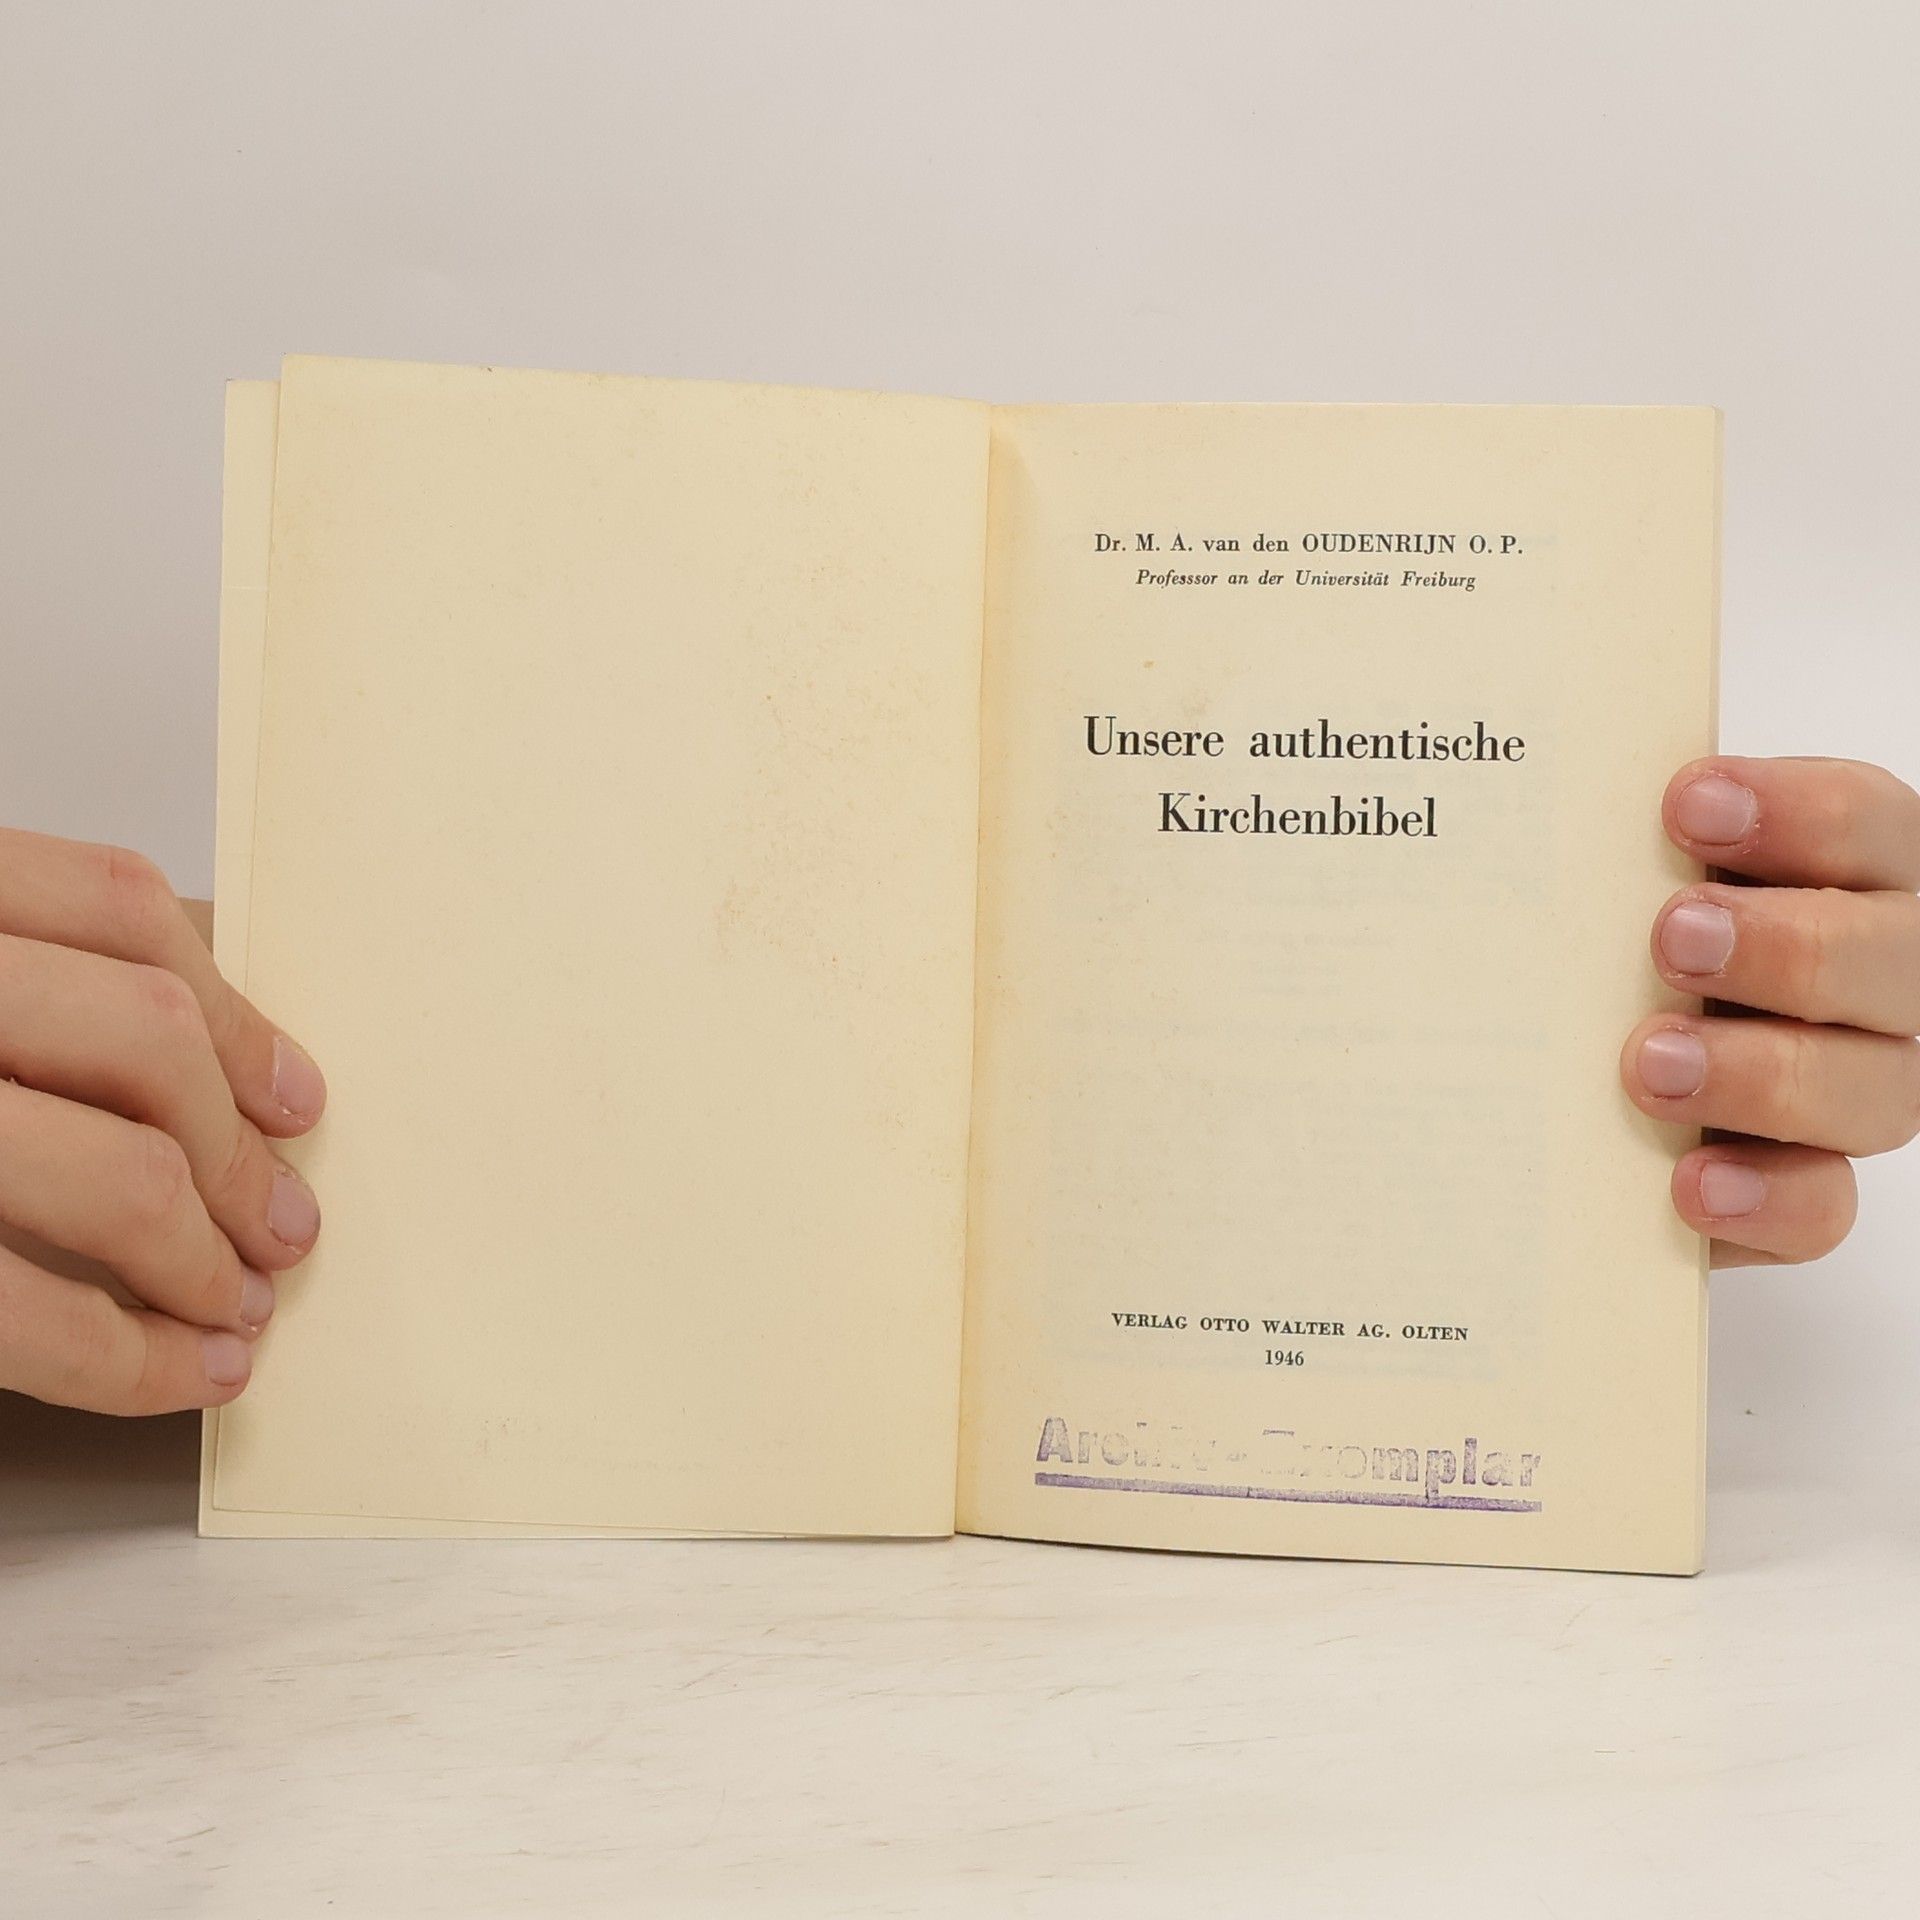 Dr. M. A. van den OUDENRIJN O. P.
Professsor an der Universität Freiburg
Unsere authentische
Kirchenbibel
VERLAG OTTO WALTER AG. OLTEN
1946
Archiv-Exemplar